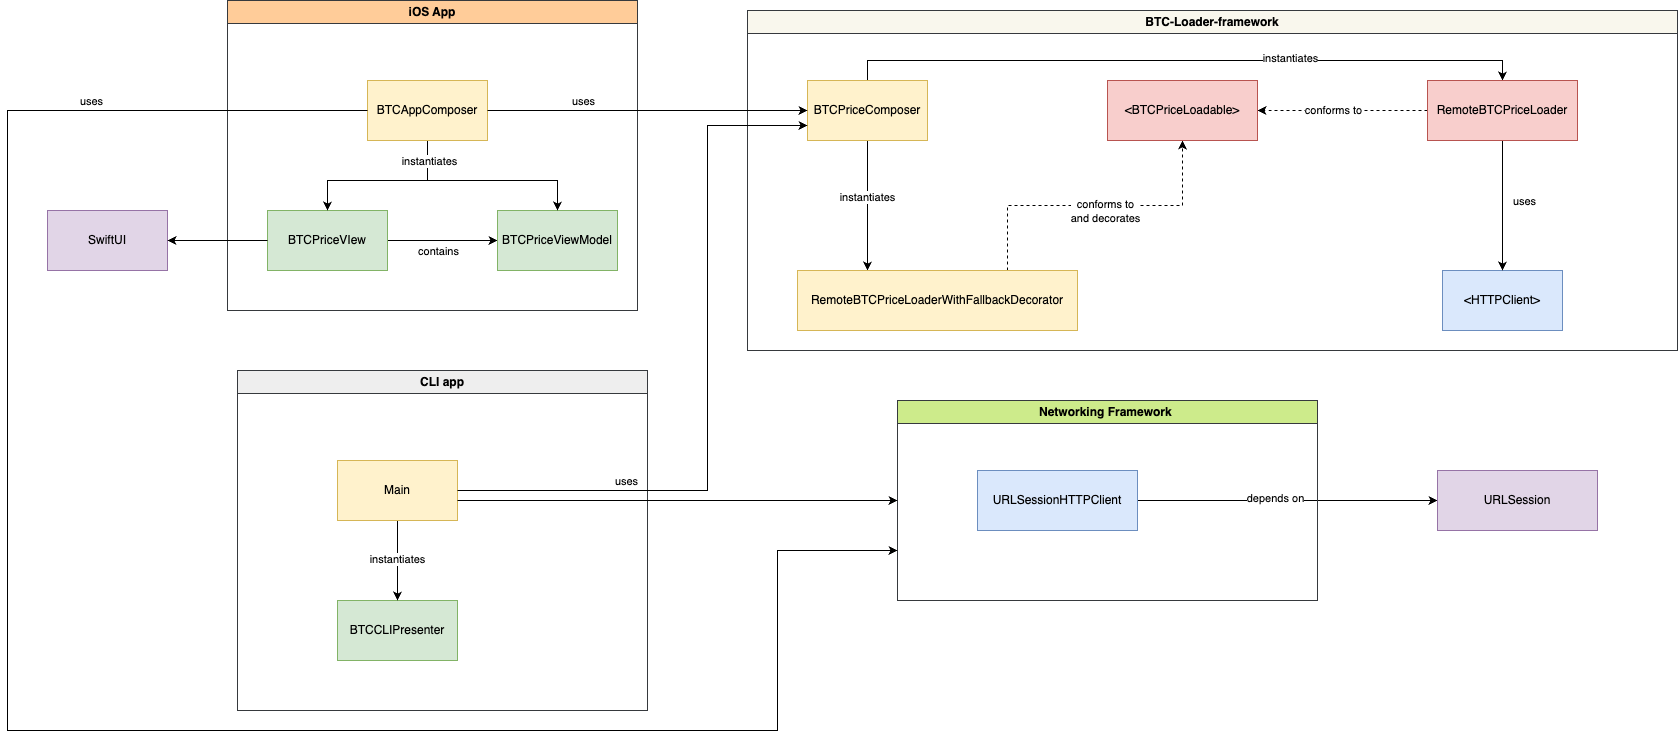 iOS App
BTC-Loader-framework
instantiates
uses
BTCAppComposer
uses
BTCPriceComposer
<BTCPriceLoadable>
conforms to
RemoteBTCPriceLoader
instantiates
instantiates
uses
conforms to
and decorates
SwiftUI
BTCPriceVIew
contains
BTCPriceViewModel
RemoteBTCPriceLoaderWithFallbackDecorator
<HTTPClient>
CLI app
Networking Framework
Main
uses
URLSessionHTTPClient
depends on
URLSession
instantiates
BTCCLIPresenter